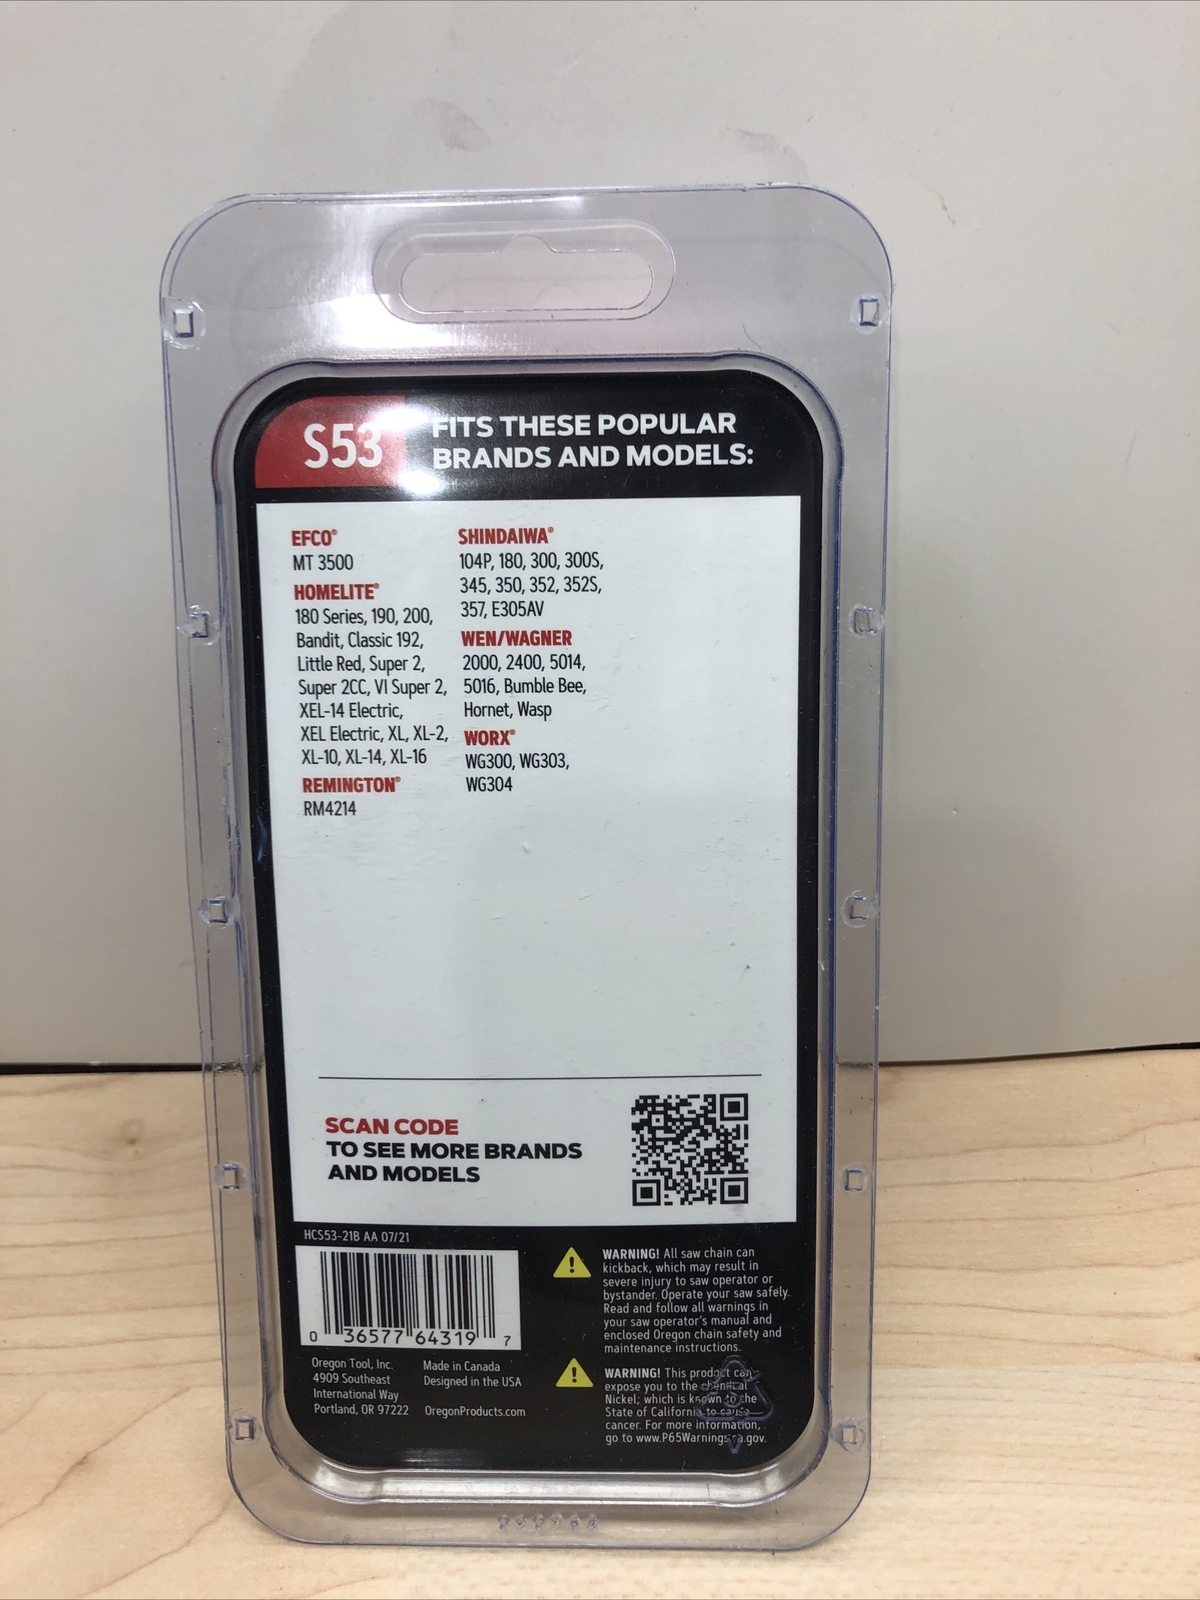 S53
FITS THESE POPULAR
BRANDS AND MODELS:
EFCO®
MT 3500
HOMELITE®
180 Series, 190, 200,
Bandit, Classic 192,
Little Red, Super 2,
Super 2CC, VI Super 2,
XEL-14 Electric,
XEL Electric, XL, XL-2,
XL-10, XL-14, XL-16
REMINGTON®
RM4214
SHINDAIWA®
104P, 180, 300, 300S,
345, 350, 352, 352S,
357, E305AV
WEN/WAGNER
2000, 2400, 5014,
5016, Bumble Bee,
Hornet, Wasp
WORX®
WG300, WG303,
WG304
SCAN CODE
TO SEE MORE BRANDS
AND MODELS
HCS53-21B AA 07/21
0 36577 64319 7
Oregon Tool, Inc.
4909 Southeast
International Way
Portland, OR 97222
Made in Canada
Designed in the USA
OregonProducts.com
WARNING! All saw chain can
kickback, which may result in
severe injury to saw operator or
bystander. Operate your saw safely.
Read and follow all warnings in
your saw operator's manual and
enclosed Oregon chain safety and
maintenance instructions.
WARNING! This product can
expose you to the chemical
Nickel; which is known to the
State of California to cause
cancer. For more information,
go to www.P65Warnings.ca.gov.